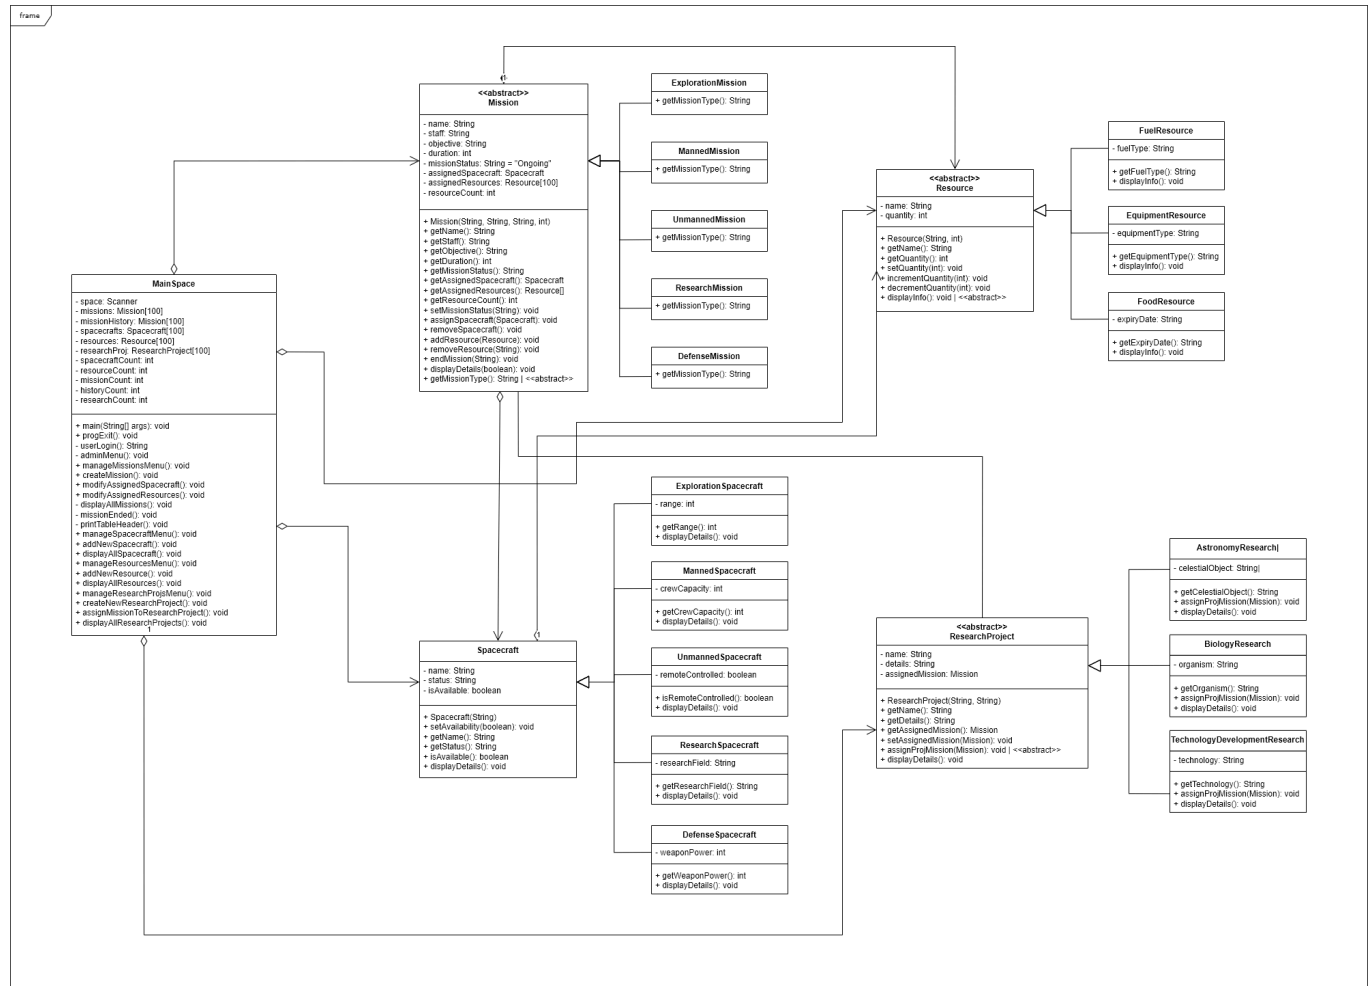 frame
<<abstract>>
Mission
- name: String
- staff: String
- objective: String
- duration: int
- missionStatus: String = "Ongoing"
- assignedSpacecraft: Spacecraft
- assignedResources: Resource[100]
- resourceCount: int
+ Mission(String, String, String, int)
+ getName(): String
+ getStaff(): String
+ getObjective(): String
+ getDuration(): int
+ getMissionStatus(): String
+ getAssignedSpacecraft(): Spacecraft
+ getAssignedResources(): Resource[]
+ getResourceCount(): int
+ setMissionStatus(String): void
+ assignSpacecraft(Spacecraft): void
+ removeSpacecraft(): void
+ addResource(Resource): void
+ removeResource(String): void
+ endMission(String): void
+ displayDetails(boolean): void
+ getMissionType(): String | <<abstract>>
1
ExplorationMission
+ getMissionType(): String
MannedMission
+ getMissionType(): String
UnmannedMission
+ getMissionType(): String
ResearchMission
+ getMissionType(): String
DefenseMission
+ getMissionType(): String
<<abstract>>
Resource
- name: String
- quantity: int
+ Resource(String, int)
+ getName(): String
+ getQuantity(): int
+ setQuantity(int): void
+ incrementQuantity(int): void
+ decrementQuantity(int): void
+ displayInfo(): void | <<abstract>>
FuelResource
- fuelType: String
+ getFuelType(): String
+ displayInfo(): void
EquipmentResource
- equipmentType: String
+ getEquipmentType(): String
+ displayInfo(): void
FoodResource
- expiryDate: String
+ getExpiryDate(): String
+ displayInfo(): void
MainSpace
- space: Scanner
- missions: Mission[100]
- missionHistory: Mission[100]
- spacecrafts: Spacecraft[100]
- resources: Resource[100]
- researchProj: ResearchProject[100]
- spacecraftCount: int
- resourceCount: int
- missionCount: int
- historyCount: int
- researchCount: int
+ main(String[] args): void
+ progExit(): void
- userLogin(): String
- adminMenu(): void
+ manageMissionsMenu(): void
+ createMission(): void
+ modifyAssignedSpacecraft(): void
+ modifyAssignedResources(): void
- displayAllMissions(): void
- missionEnded(): void
- printTableHeader(): void
+ manageSpacecraftMenu(): void
+ addNewSpacecraft(): void
+ displayAllSpacecraft(): void
+ manageResourcesMenu(): void
+ addNewResource(): void
+ displayAllResources(): void
+ manageResearchProjsMenu(): void
+ createNewResearchProject(): void
+ assignMissionToResearchProject(): void
+ displayAllResearchProjects(): void
1
Spacecraft
- name: String
- status: String
- isAvailable: boolean
+ Spacecraft(String)
+ setAvailability(boolean): void
+ getName(): String
+ getStatus(): String
+ isAvailable(): boolean
+ displayDetails(): void
1
ExplorationSpacecraft
- range: int
+ getRange(): int
+ displayDetails(): void
MannedSpacecraft
- crewCapacity: int
+ getCrewCapacity(): int
+ displayDetails(): void
UnmannedSpacecraft
- remoteControlled: boolean
+ isRemoteControlled(): boolean
+ displayDetails(): void
ResearchSpacecraft
- researchField: String
+ getResearchField(): String
+ displayDetails(): void
DefenseSpacecraft
- weaponPower: int
+ getWeaponPower(): int
+ displayDetails(): void
<<abstract>>
ResearchProject
- name: String
- details: String
- assignedMission: Mission
+ ResearchProject(String, String)
+ getName(): String
+ getDetails(): String
+ getAssignedMission(): Mission
+ setAssignedMission(Mission): void
+ assignProjMission(Mission): void | <<abstract>>
+ displayDetails(): void
AstronomyResearch|
- celestialObject: String|
+ getCelestialObject(): String
+ assignProjMission(Mission): void
+ displayDetails(): void
BiologyResearch
- organism: String
+ getOrganism(): String
+ assignProjMission(Mission): void
+ displayDetails(): void
TechnologyDevelopmentResearch
- technology: String
+ getTechnology(): String
+ assignProjMission(Mission): void
+ displayDetails(): void